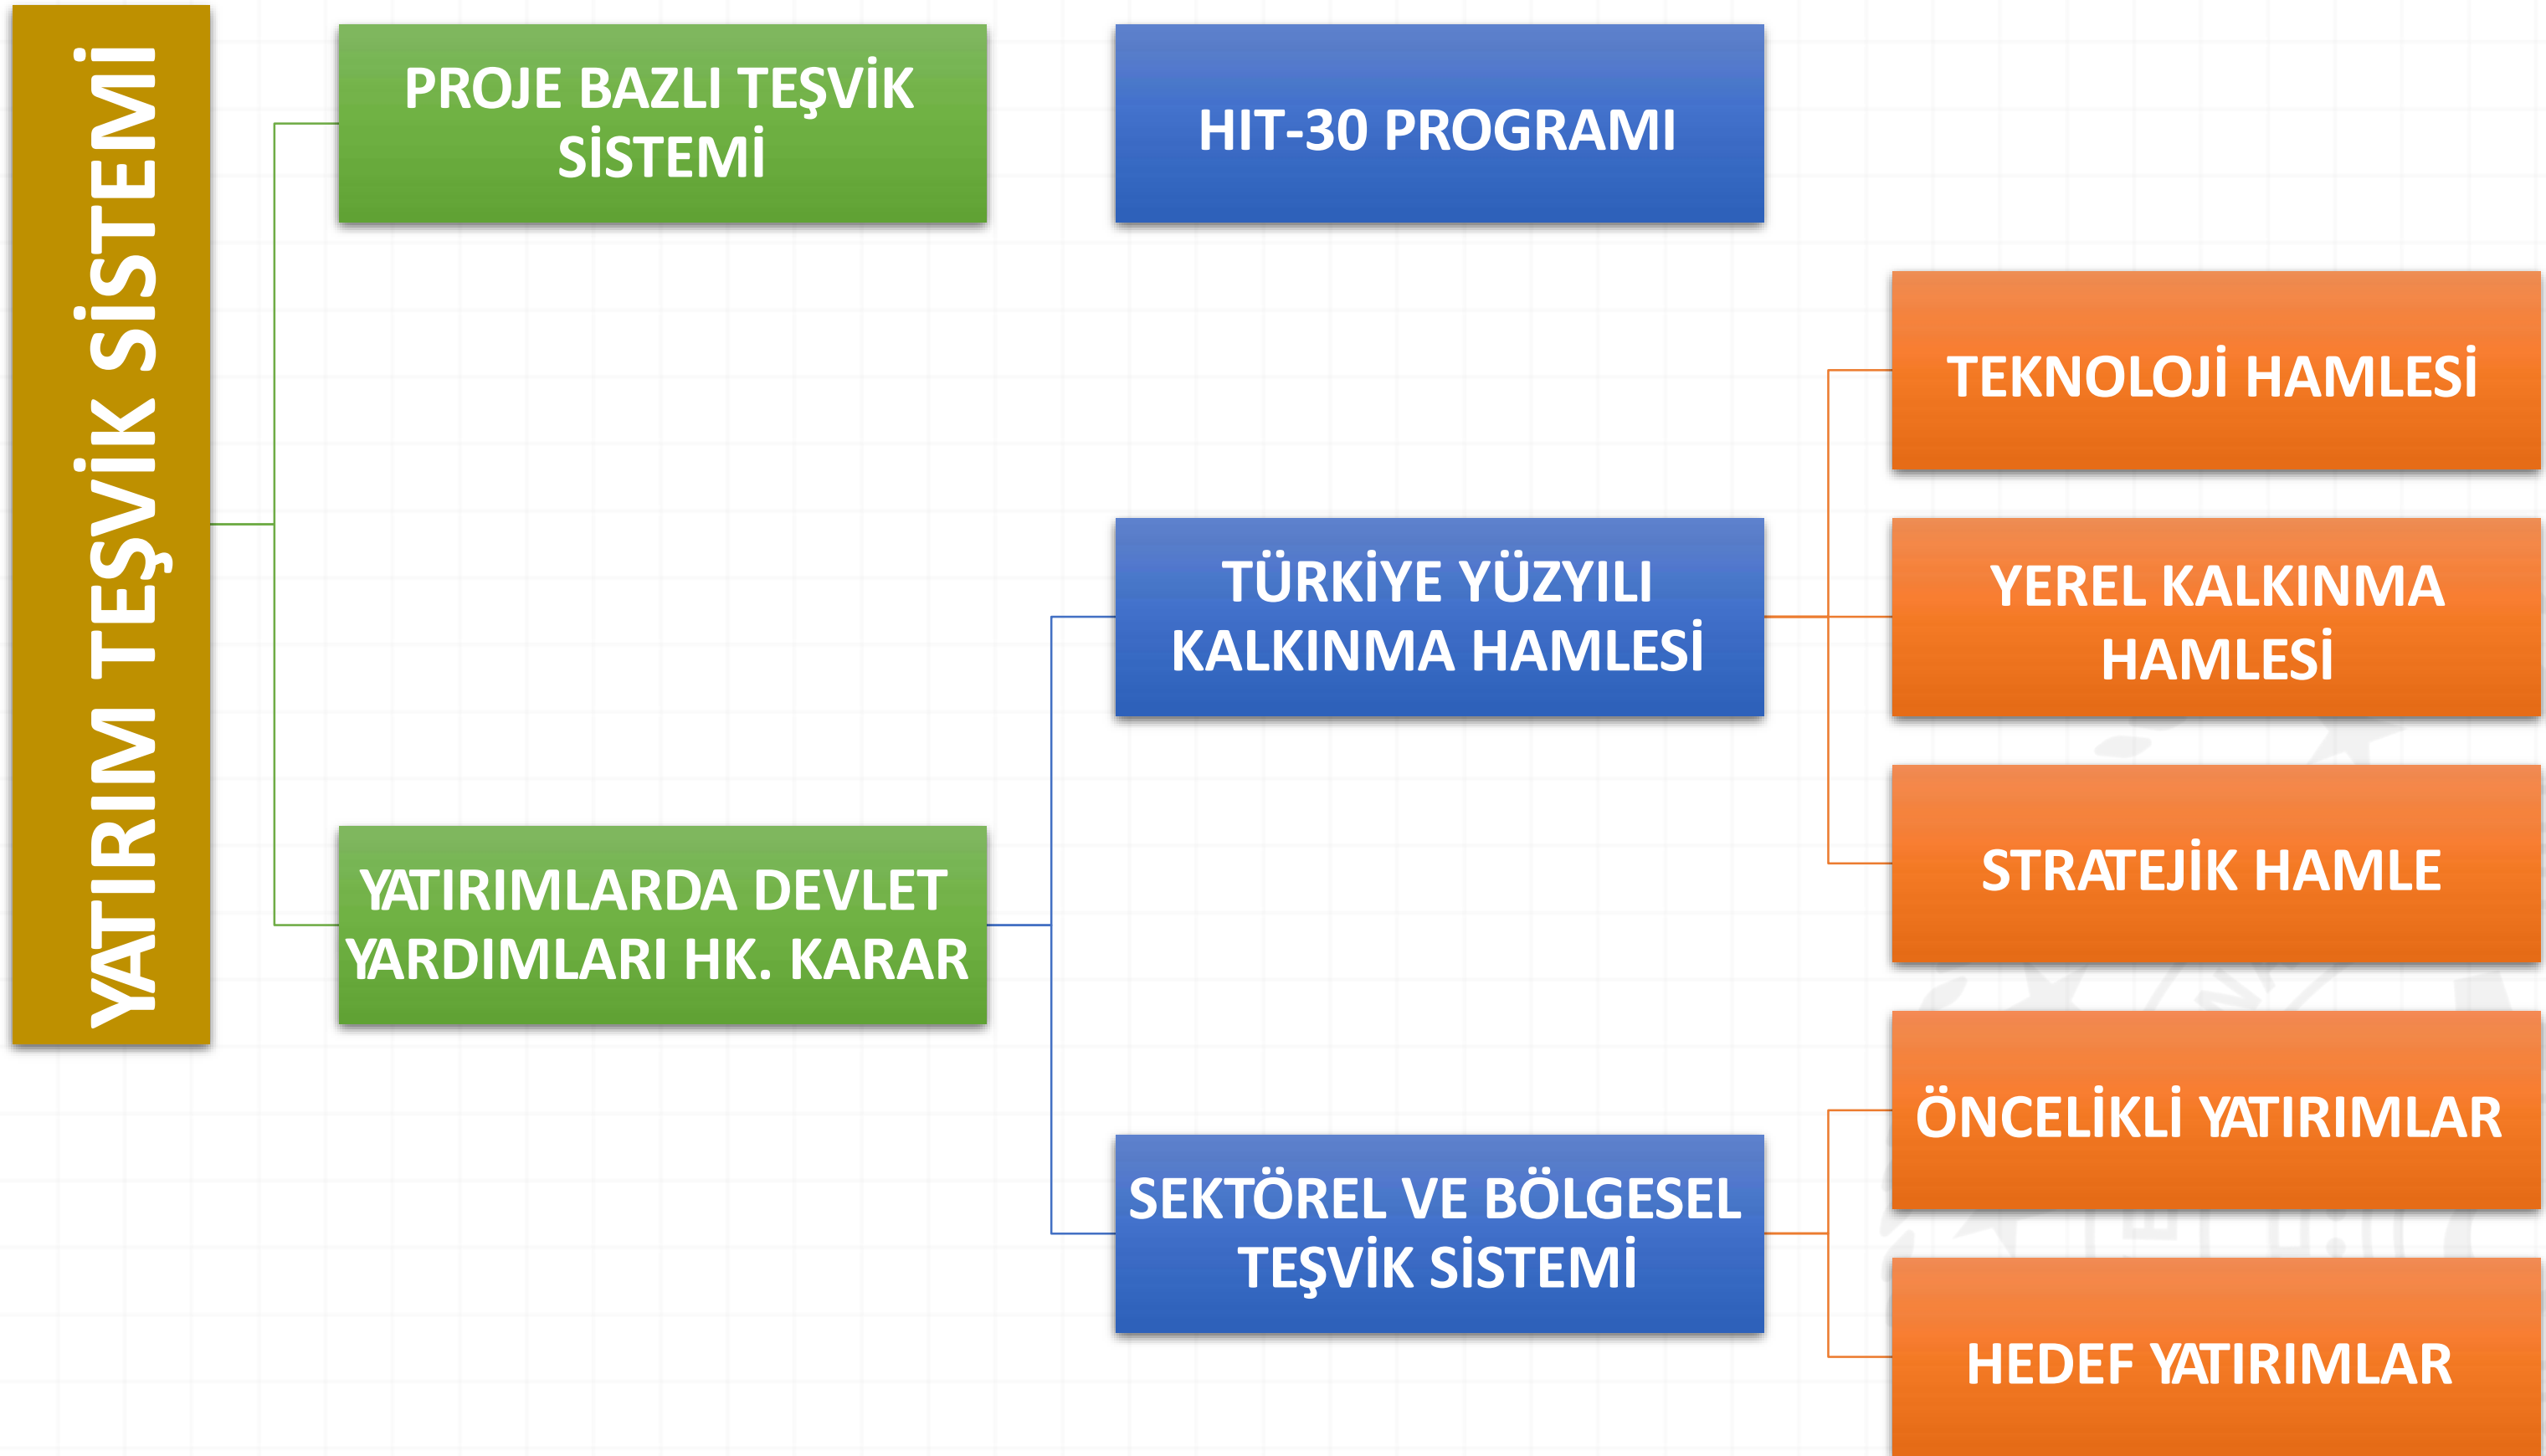 YATIRIM TEŞVİK SİSTEMİ
PROJE BAZLI TEŞVİK
SİSTEMİ
HIT-30 PROGRAMI
YATIRIMLARDA DEVLET
YARDIMLARI HK. KARAR
TÜRKİYE YÜZYILI
KALKINMA HAMLESİ
TEKNOLOJİ HAMLESİ
YEREL KALKINMA
HAMLESİ
STRATEJİK HAMLE
SEKTÖREL VE BÖLGESEL
TEŞVİK SİSTEMİ
ÖNCELİKLİ YATIRIMLAR
HEDEF YATIRIMLAR